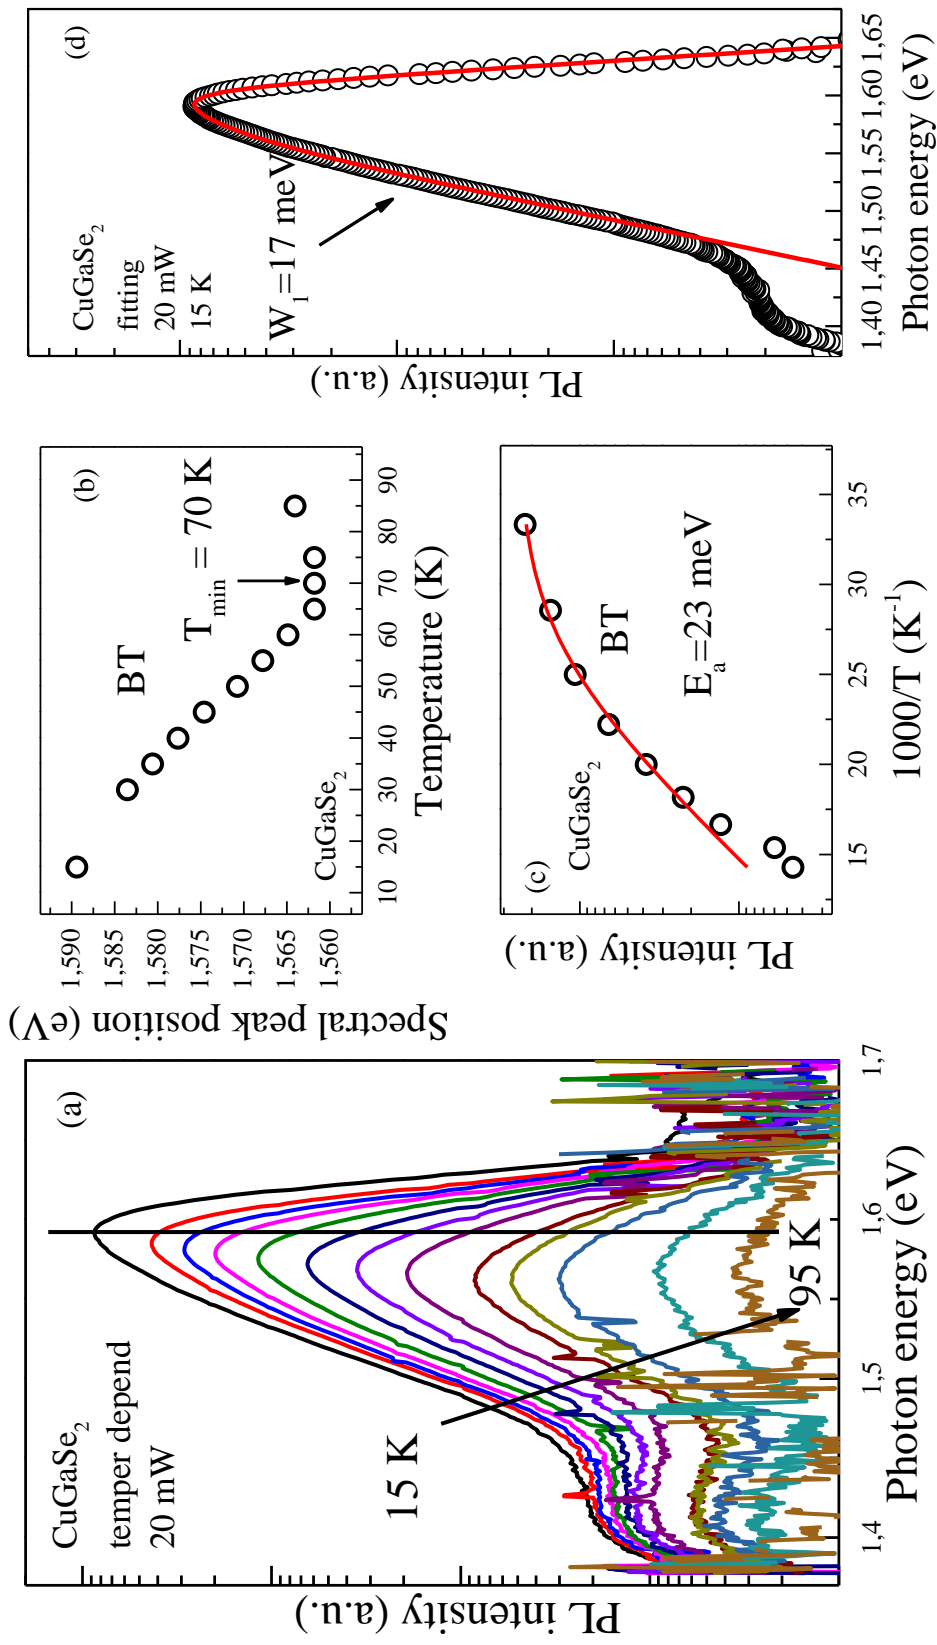 (a)
CuGaSe2
temper depend
20 mW
15 K
95 K
PL intensity (a.u.)
1,4 1,5 1,6 1,7
Photon energy (eV)
(b)
BT
Tmin = 70 K
CuGaSe2
1,590
1,585
1,580
1,575
1,570
1,565
1,560
Spectral peak position (eV)
10 20 30 40 50 60 70 80 90
Temperature (K)
(c)
CuGaSe2
BT
Ea=23 meV
PL intensity (a.u.)
15 20 25 30 35
1000/T (K-1)
(d)
CuGaSe2
fitting
20 mW
15 K
W1=17 meV
PL intensity (a.u.)
1,40 1,45 1,50 1,55 1,60 1,65
Photon energy (eV)